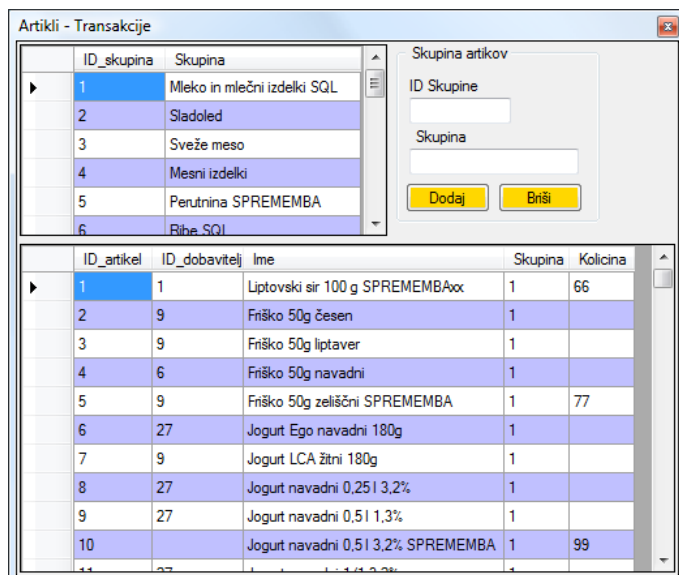 Artikli - Transakcije
ID_skupina Skupina
1 Mleko in mlečni izdelki SQL
2 Sladoled
3 Sveže meso
4 Mesni izdelki
5 Perutnina SPREMEMBA
6 Ribe SQL
Skupina artikov
ID Skupine
Skupina
Dodaj Briši
ID_artikel ID_dobavitelj Ime Skupina Kolicina
1 1 Liptovski sir 100 g SPREMEMBAxx 1 66
2 9 Friško 50g česen 1
3 9 Friško 50g liptaver 1
4 6 Friško 50g navadni 1
5 9 Friško 50g zeliščni SPREMEMBA 1 77
6 27 Jogurt Ego navadni 180g 1
7 9 Jogurt LCA žitni 180g 1
8 27 Jogurt navadni 0,25 l 3,2% 1
9 27 Jogurt navadni 0,5 l 1,3% 1
10 Jogurt navadni 0,5 l 3,2% SPREMEMBA 1 99
11 27